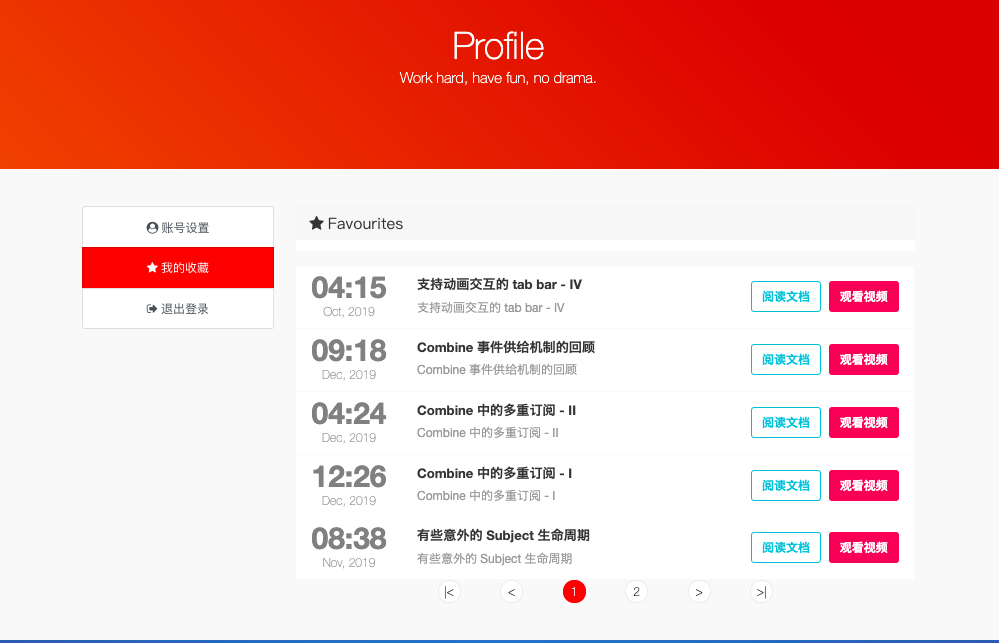 Profile
Work hard, have fun, no drama.
账号设置
我的收藏
退出登录
Favourites
04:15
Oct, 2019
支持动画交互的 tab bar - IV
支持动画交互的 tab bar - IV
阅读文档
观看视频
09:18
Dec, 2019
Combine 事件供给机制的回顾
Combine 事件供给机制的回顾
阅读文档
观看视频
04:24
Dec, 2019
Combine 中的多重订阅 - II
Combine 中的多重订阅 - II
阅读文档
观看视频
12:26
Dec, 2019
Combine 中的多重订阅 - I
Combine 中的多重订阅 - I
阅读文档
观看视频
08:38
Nov, 2019
有些意外的 Subject 生命周期
有些意外的 Subject 生命周期
阅读文档
观看视频
|< < 1 2 > >|